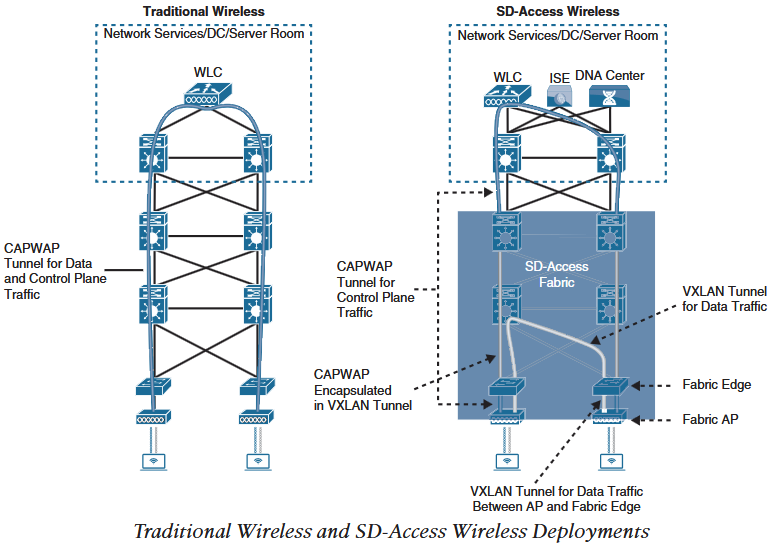 Traditional Wireless
Network Services/DC/Server Room
WLC
CAPWAP
Tunnel for Data
and Control Plane
Traffic
SD-Access Wireless
Network Services/DC/Server Room
WLC
ISE
DNA Center
SD-Access
Fabric
CAPWAP
Tunnel for
Control Plane
Traffic
CAPWAP
Encapsulated
in VXLAN Tunnel
VXLAN Tunnel
for Data Traffic
Fabric Edge
Fabric AP
VXLAN Tunnel for Data Traffic
Between AP and Fabric Edge
Traditional Wireless and SD-Access Wireless Deployments